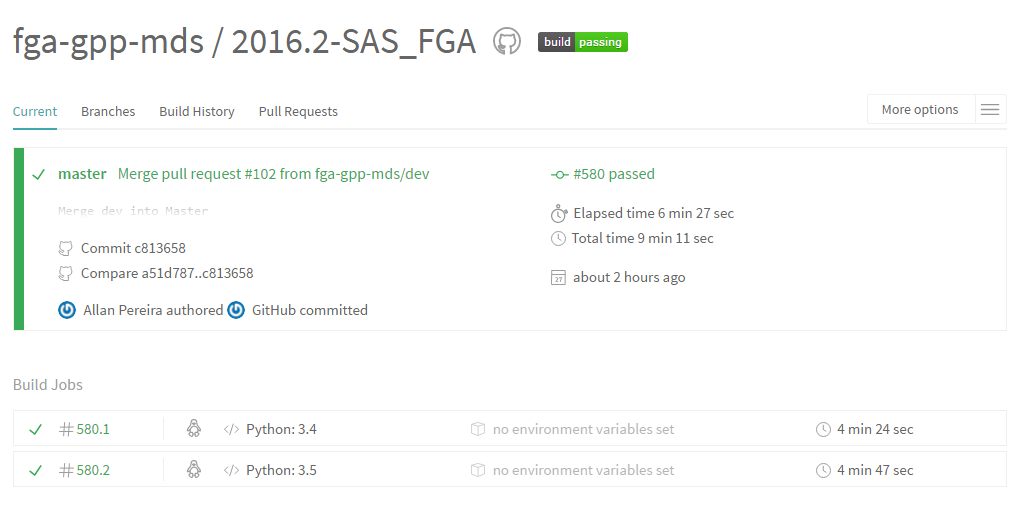 fga-gpp-mds / 2016.2-SAS_FGA build passing
Current Branches Build History Pull Requests More options
master Merge pull request #102 from fga-gpp-mds/dev
Merge dev into Master
Commit c813658
Compare a51d787..c813658
Allan Pereira authored GitHub committed
#580 passed
Elapsed time 6 min 27 sec
Total time 9 min 11 sec
27 about 2 hours ago
Build Jobs
#580.1 </> Python: 3.4 no environment variables set 4 min 24 sec
#580.2 </> Python: 3.5 no environment variables set 4 min 47 sec